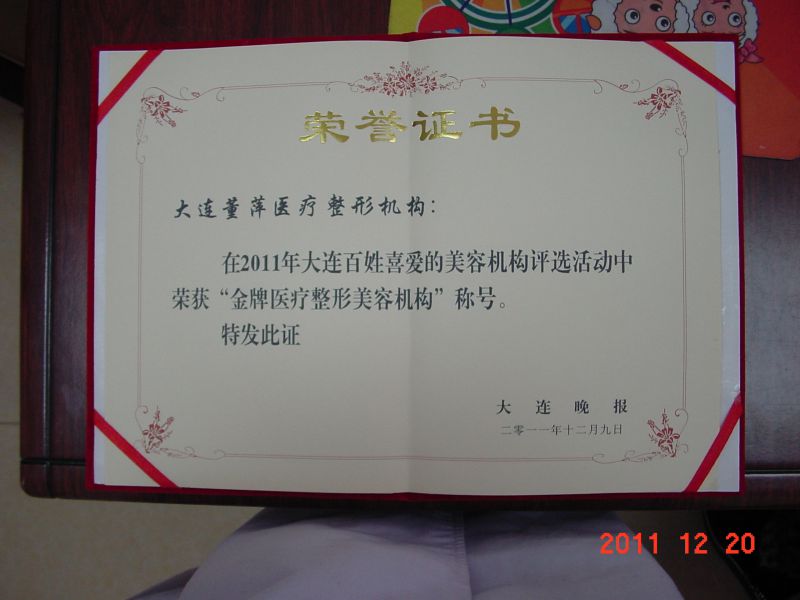 荣誉证书
大连董萍医疗整形机构：
在2011年大连百姓喜爱的美容机构评选活动中
荣获“金牌医疗整形美容机构”称号。
特发此证
大连晚报
二零一一年十二月九日
2011 12 20